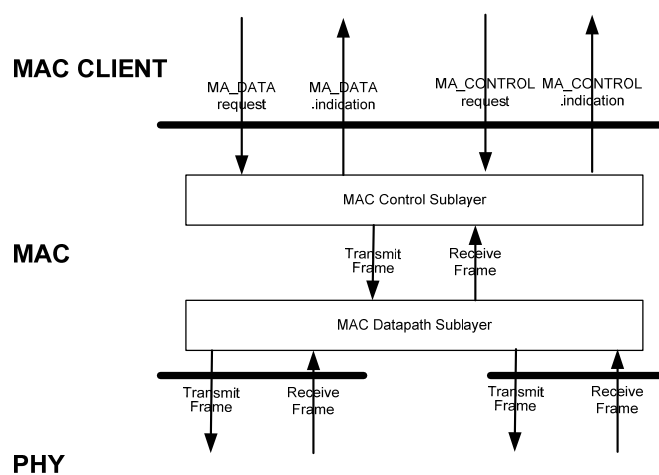 MAC CLIENT
MA_DATA
request
MA_DATA
.indication
MA_CONTROL
request
MA_CONTROL
.indication
MAC Control Sublayer
MAC
Transmit
Frame
Receive
Frame
MAC Datapath Sublayer
Transmit
Frame
Receive
Frame
Transmit
Frame
Receive
Frame
PHY